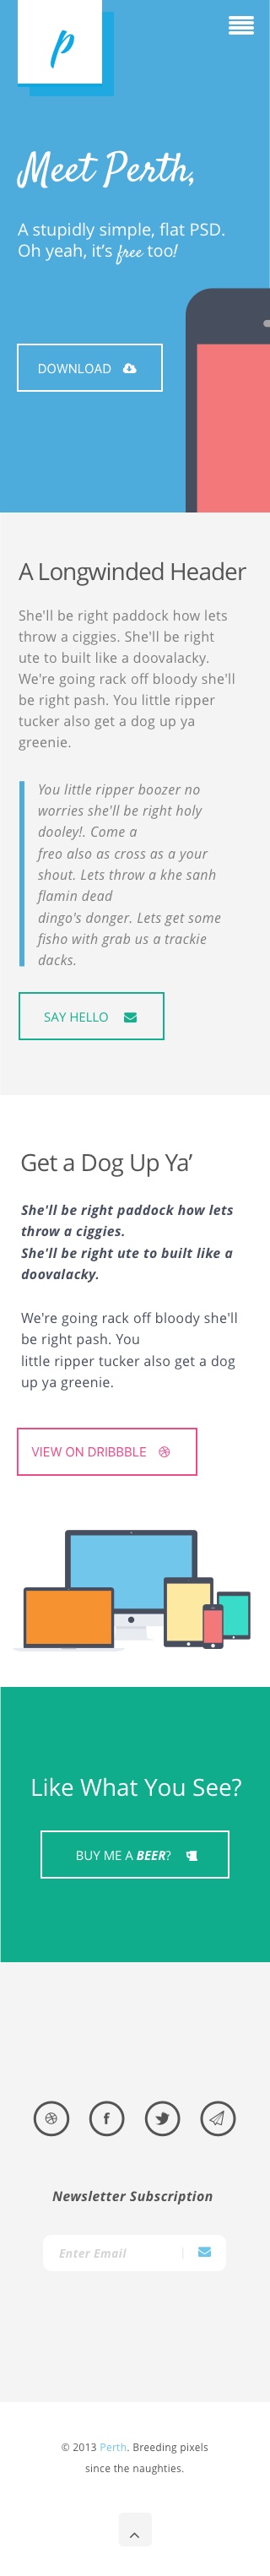 p
Meet Perth,
A stupidly simple, flat PSD.
Oh yeah, it’s free too!
DOWNLOAD
A Longwinded Header
She'll be right paddock how lets
throw a ciggies. She'll be right
ute to built like a doovalacky.
We're going rack off bloody she'll
be right pash. You little ripper
tucker also get a dog up ya
greenie.
You little ripper boozer no
worries she'll be right holy
dooley!. Come a
freo also as cross as a your
shout. Lets throw a khe sanh
flamin dead
dingo's donger. Lets get some
fisho with grab us a trackie
dacks.
SAY HELLO
Get a Dog Up Ya’
She'll be right paddock how lets
throw a ciggies.
She'll be right ute to built like a
doovalacky.
We're going rack off bloody she'll
be right pash. You
little ripper tucker also get a dog
up ya greenie.
VIEW ON DRIBBBLE
Like What You See?
BUY ME A BEER?
f
Newsletter Subscription
Enter Email
© 2013 Perth. Breeding pixels
since the naughties.